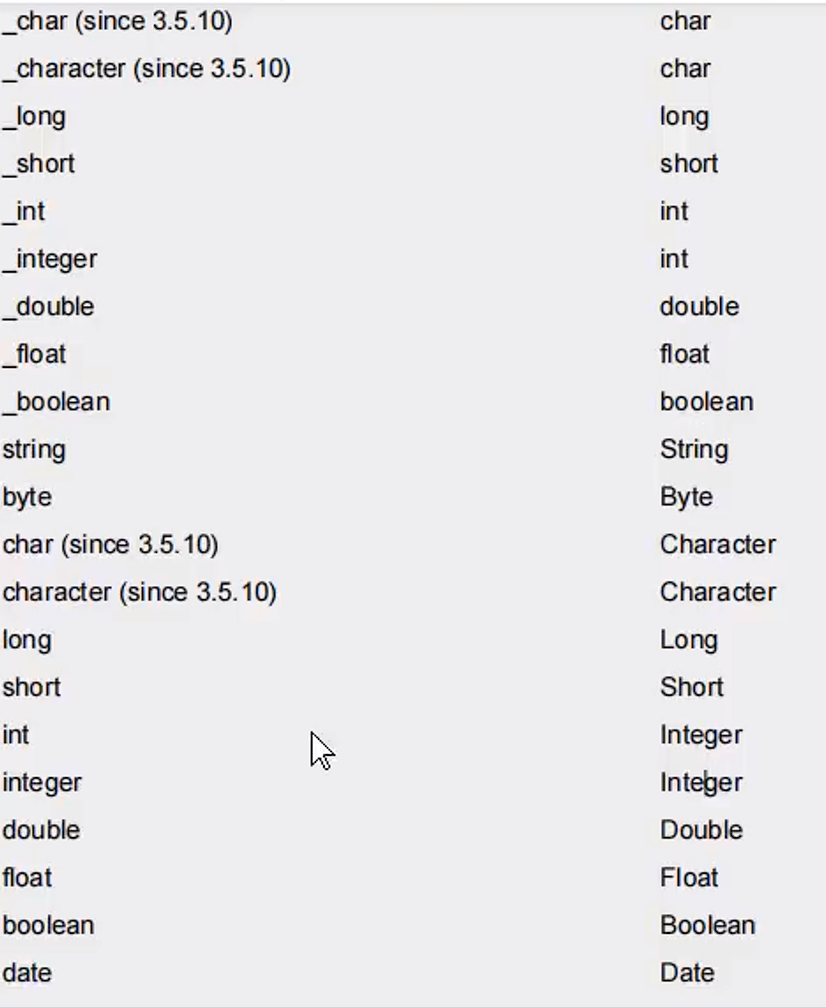 _char (since 3.5.10) char
_character (since 3.5.10) char
_long long
_short short
_int int
_integer int
_double double
_float float
_boolean boolean
string String
byte Byte
char (since 3.5.10) Character
character (since 3.5.10) Character
long Long
short Short
int Integer
integer Integer
double Double
float Float
boolean Boolean
date Date